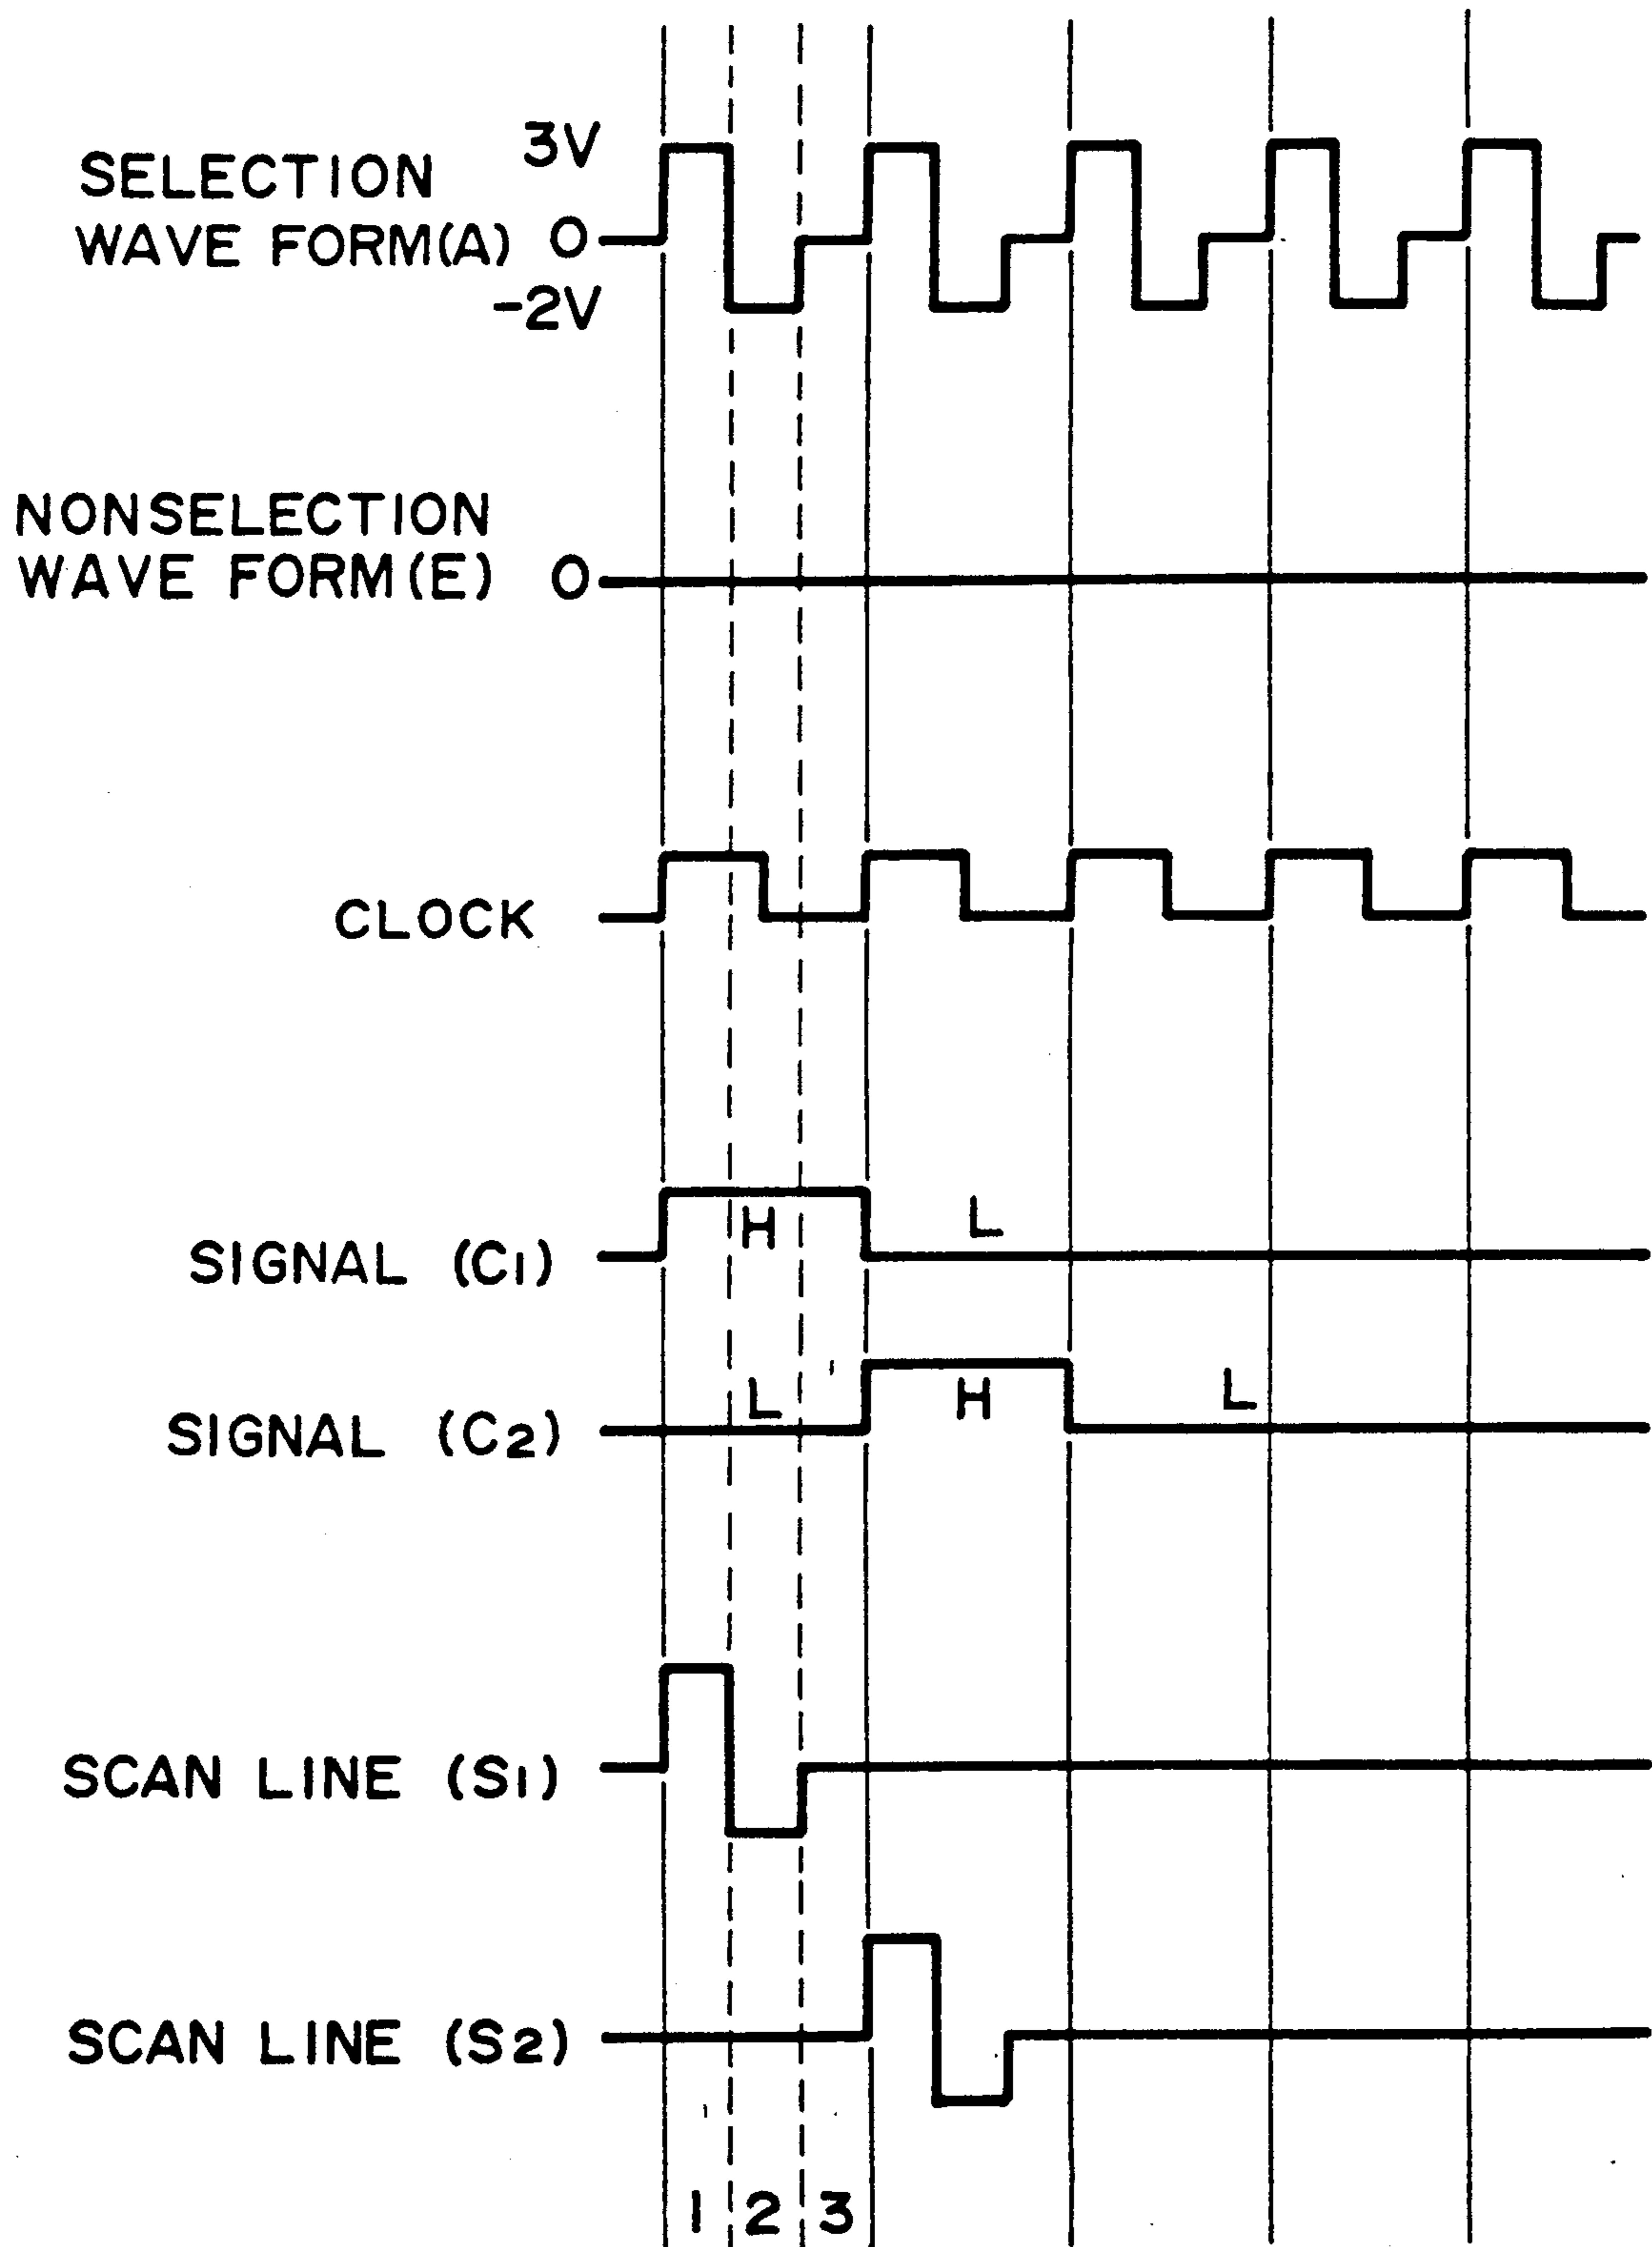 3V
SELECTION
WAVE FORM(A) 0
-2V
NONSELECTION
WAVE FORM(E) 0
CLOCK
H L
SIGNAL (C1)
L H L
SIGNAL (C2)
SCAN LINE (S1)
SCAN LINE (S2)
1 2 3